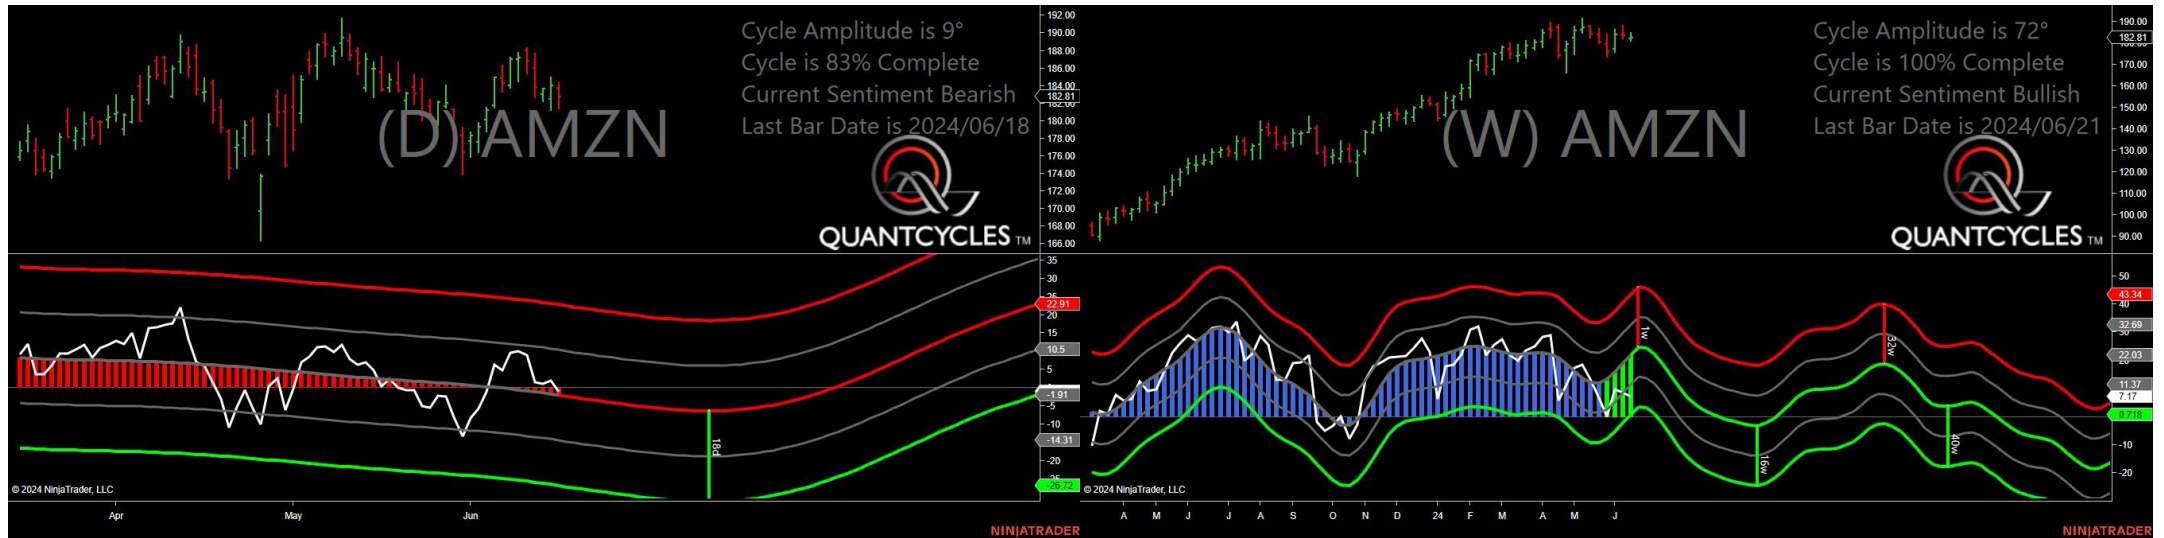 Cycle Amplitude is 9°
Cycle is 83% Complete
Current Sentiment Bearish
Last Bar Date is 2024/06/18
(D) AMZN
QUANTCYCLES TM
192.00
190.00
188.00
186.00
184.00
182.81
182.00
180.00
178.00
176.00
174.00
172.00
170.00
168.00
166.00
35
30
22.91
20
15
10.5
5
-1.91
-5
-10
-14.31
-20
-26.72
18d
© 2024 NinjaTrader, LLC
Apr May Jun
NINJATRADER
Cycle Amplitude is 72°
Cycle is 100% Complete
Current Sentiment Bullish
Last Bar Date is 2024/06/21
(W) AMZN
QUANTCYCLES TM
190.00
182.81
170.00
160.00
150.00
140.00
130.00
120.00
110.00
100.00
90.00
50
43.34
40
32.69
22.03
11.37
7.17
0.718
-10
-20
1w
32w
16w
40w
© 2024 NinjaTrader, LLC
A M J J A S O N D 24 F M A M J
NINJATRADER